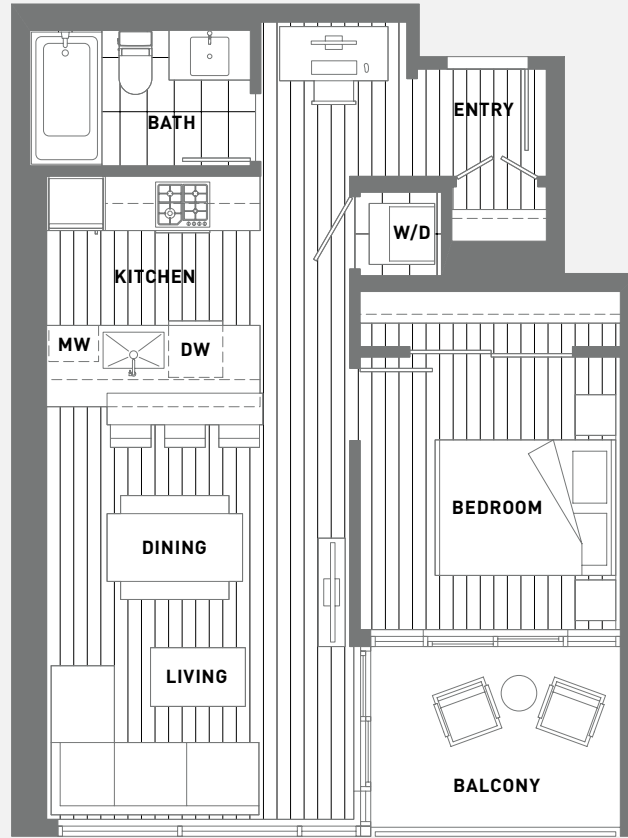 ENTRY
BATH
W/D
KITCHEN
MW
DW
BEDROOM
DINING
LIVING
BALCONY